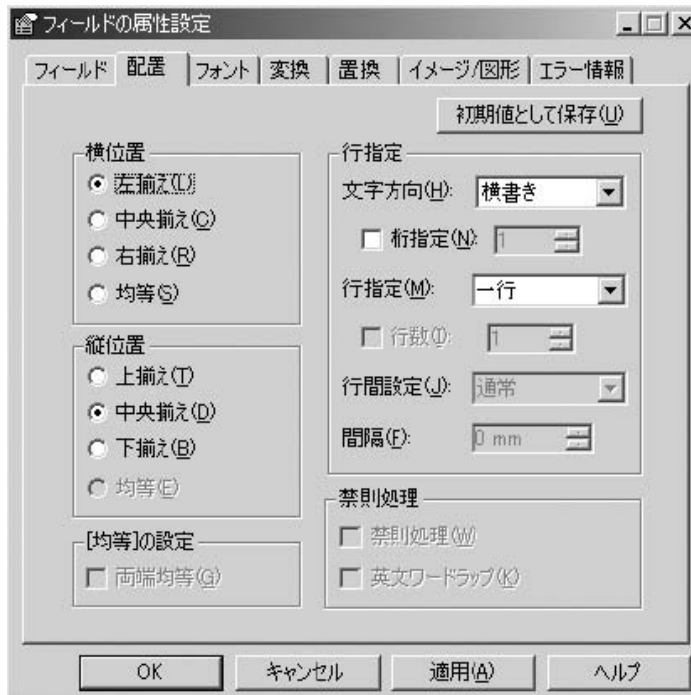 フィールドの属性設定
フィールド 配置 フォント 変換 置換 イメージ/図形 エラー情報
初期値として保存(U)
横位置
左揃え(L)
中央揃え(C)
右揃え(R)
均等(S)
縦位置
上揃え(T)
中央揃え(D)
下揃え(B)
均等(E)
[均等]の設定
両端均等(G)
行指定
文字方向(H): 横書き
桁指定(N): 1
行指定(M): 一行
行数(I): 1
行間設定(J): 通常
間隔(F): 0 mm
禁則処理
禁則処理(W)
英文ワードラップ(K)
OK キャンセル 適用(A) ヘルプ